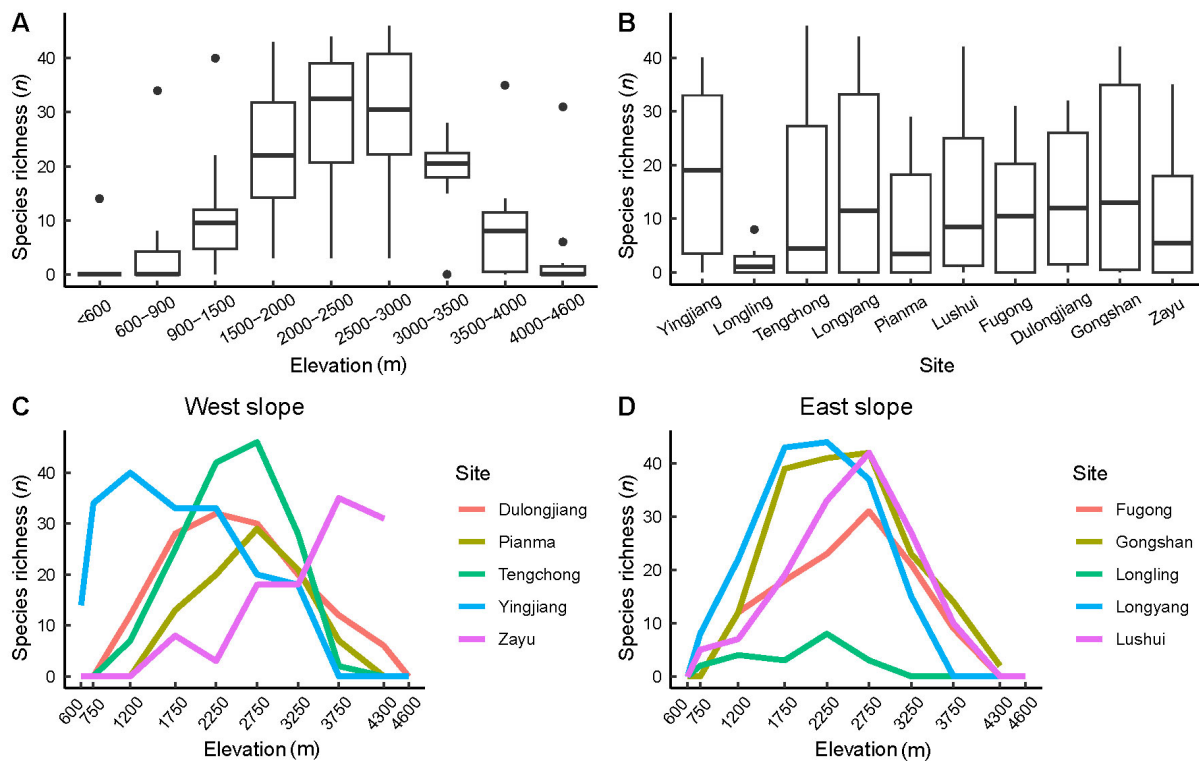 A
Species richness (n)
40
30
20
10
0
<600
600–900
900–1500
1500–2000
2000–2500
2500–3000
3000–3500
3500–4000
4000–4600
Elevation (m)
B
Species richness (n)
40
30
20
10
0
Yingjiang
Longling
Tengchong
Longyang
Pianma
Lushui
Fugong
Dulongjiang
Gongshan
Zayu
Site
C
West slope
Species richness (n)
40
30
20
10
0
600
750
1200
1750
2250
2750
3250
3750
4300
4600
Elevation (m)
Site
Dulongjiang
Pianma
Tengchong
Yingjiang
Zayu
D
East slope
Species richness (n)
40
30
20
10
0
600
750
1200
1750
2250
2750
3250
3750
4300
4600
Elevation (m)
Site
Fugong
Gongshan
Longling
Longyang
Lushui